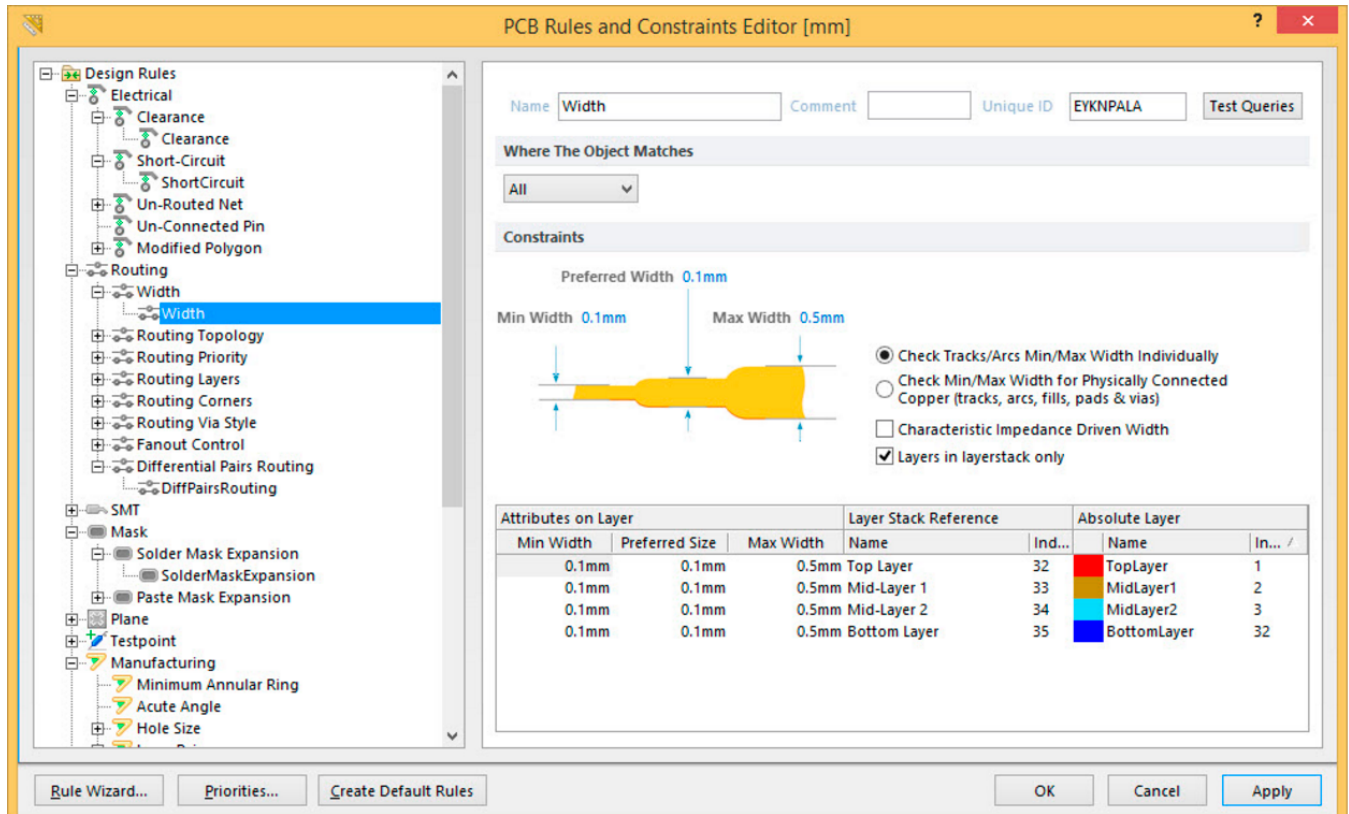 PCB Rules and Constraints Editor [mm]
?
Design Rules
Electrical
Clearance
Clearance
Short-Circuit
ShortCircuit
Un-Routed Net
Un-Connected Pin
Modified Polygon
Routing
Width
Width
Routing Topology
Routing Priority
Routing Layers
Routing Corners
Routing Via Style
Fanout Control
Differential Pairs Routing
DiffPairsRouting
SMT
Mask
Solder Mask Expansion
SolderMaskExpansion
Paste Mask Expansion
Plane
Testpoint
Manufacturing
Minimum Annular Ring
Acute Angle
Hole Size
Name Width Comment Unique ID EYKNPALA Test Queries
Where The Object Matches
All
Constraints
Preferred Width 0.1mm
Min Width 0.1mm Max Width 0.5mm
Check Tracks/Arcs Min/Max Width Individually
Check Min/Max Width for Physically Connected
Copper (tracks, arcs, fills, pads & vias)
Characteristic Impedance Driven Width
Layers in layerstack only
Attributes on Layer Layer Stack Reference Absolute Layer
Min Width Preferred Size Max Width Name Ind... Name In...
0.1mm 0.1mm 0.5mm Top Layer 32 TopLayer 1
0.1mm 0.1mm 0.5mm Mid-Layer 1 33 MidLayer1 2
0.1mm 0.1mm 0.5mm Mid-Layer 2 34 MidLayer2 3
0.1mm 0.1mm 0.5mm Bottom Layer 35 BottomLayer 32
Rule Wizard... Priorities... Create Default Rules OK Cancel Apply